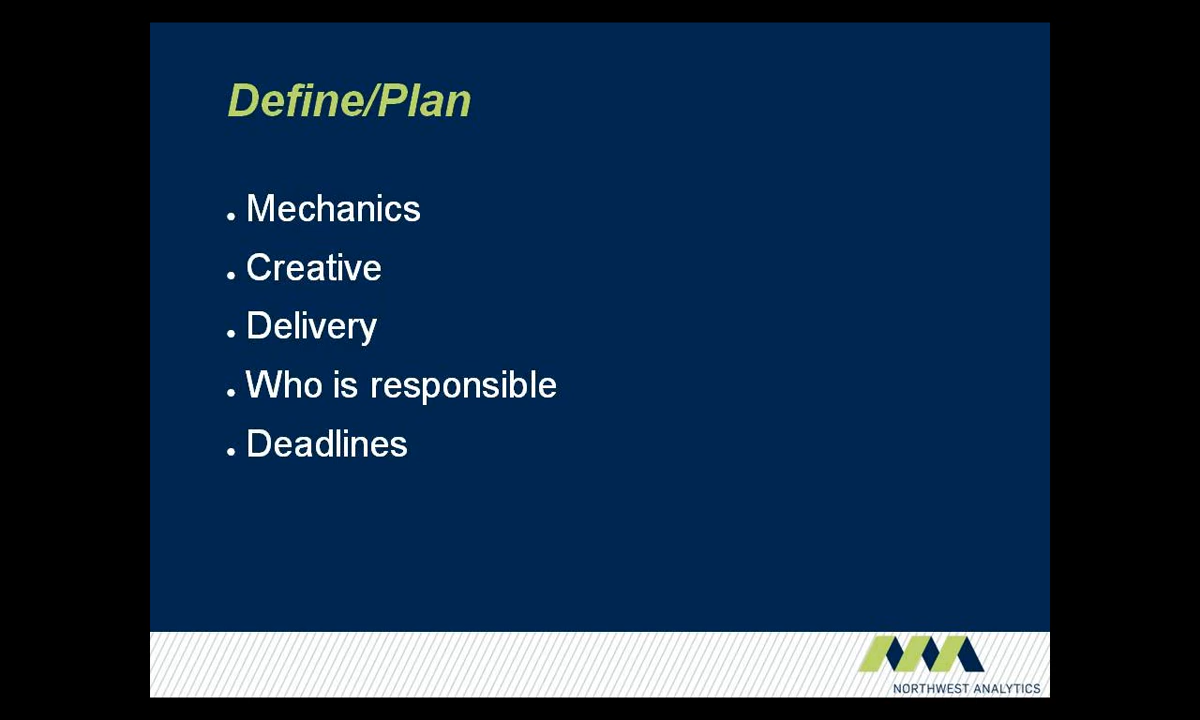 Define/Plan
• Mechanics
• Creative
• Delivery
• Who is responsible
• Deadlines
NORTHWEST ANALYTICS